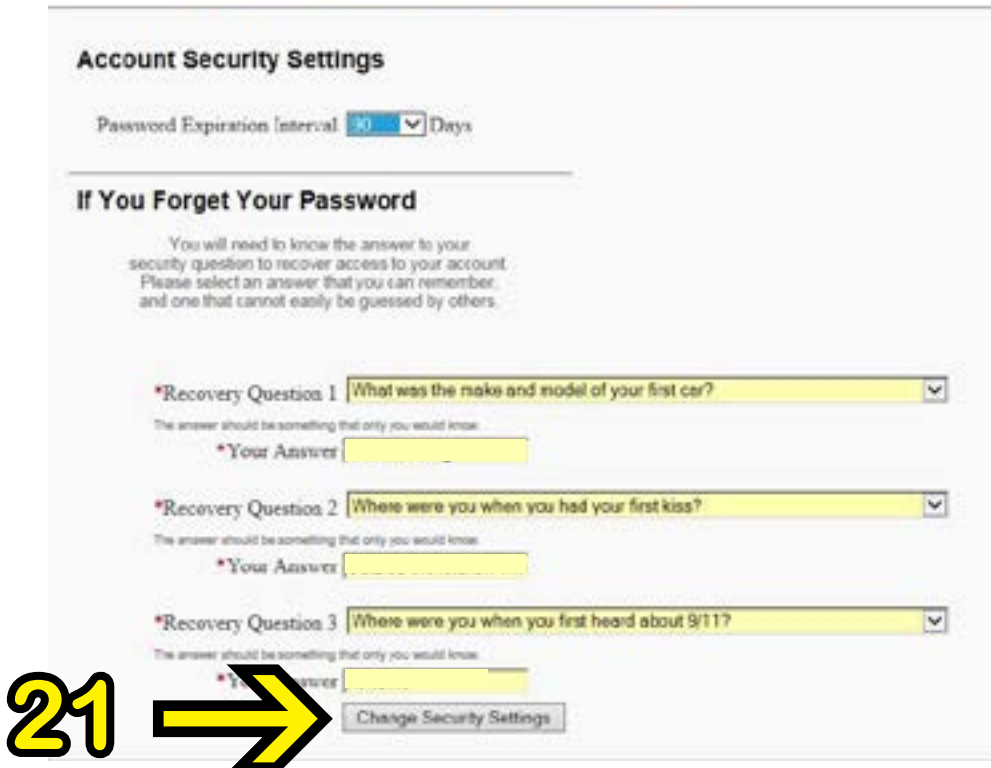 Account Security Settings
Password Expiration Interval 90 Days
If You Forget Your Password
You will need to know the answer to your
security question to recover access to your account
Please select an answer that you can remember,
and one that cannot easily be guessed by others.
*Recovery Question 1 What was the make and model of your first car?
The answer should be something that only you would know.
*Your Answer
*Recovery Question 2 Where were you when you had your first kiss?
The answer should be something that only you would know.
*Your Answer
*Recovery Question 3 Where were you when you first heard about 9/11?
The answer should be something that only you would know.
*Your Answer
21 Change Security Settings